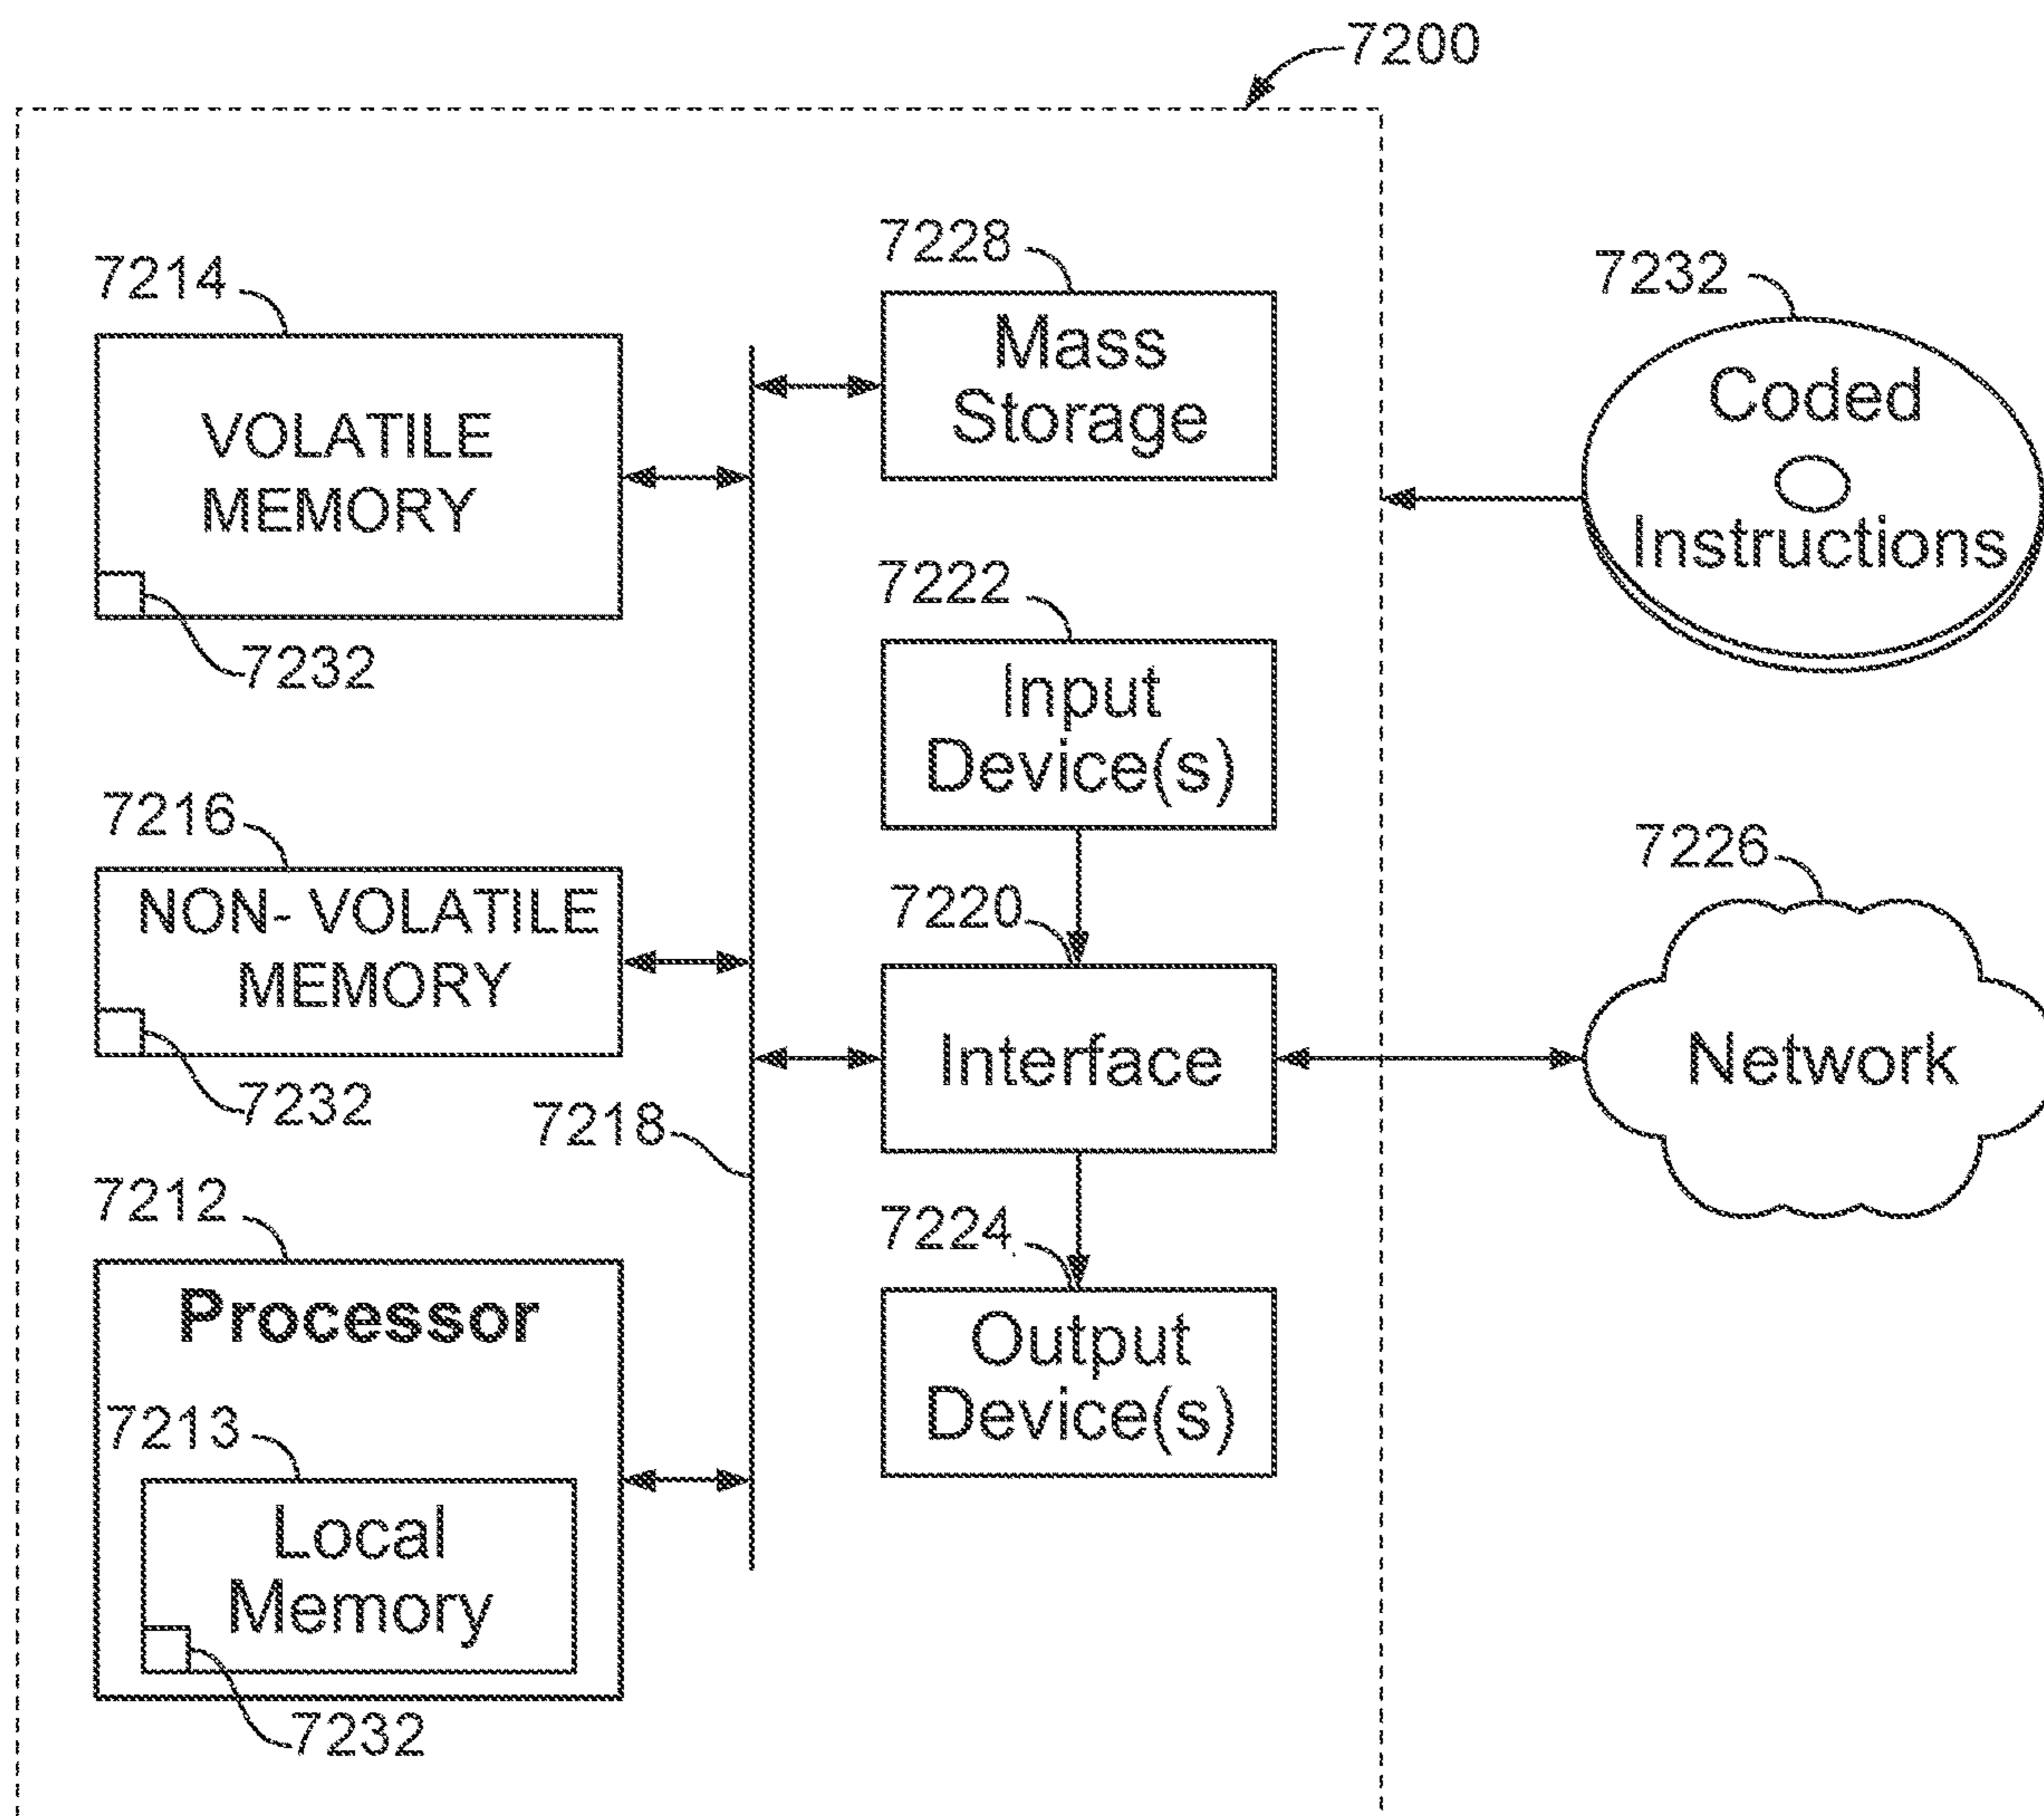 7200
7214
VOLATILE
MEMORY
7232
7216
NON- VOLATILE
MEMORY
7232
7218
7212
Processor
7213
Local
Memory
7232
7228
Mass
Storage
7222
Input
Device(s)
7220
Interface
7224
Output
Device(s)
7232
Coded
Instructions
7226
Network